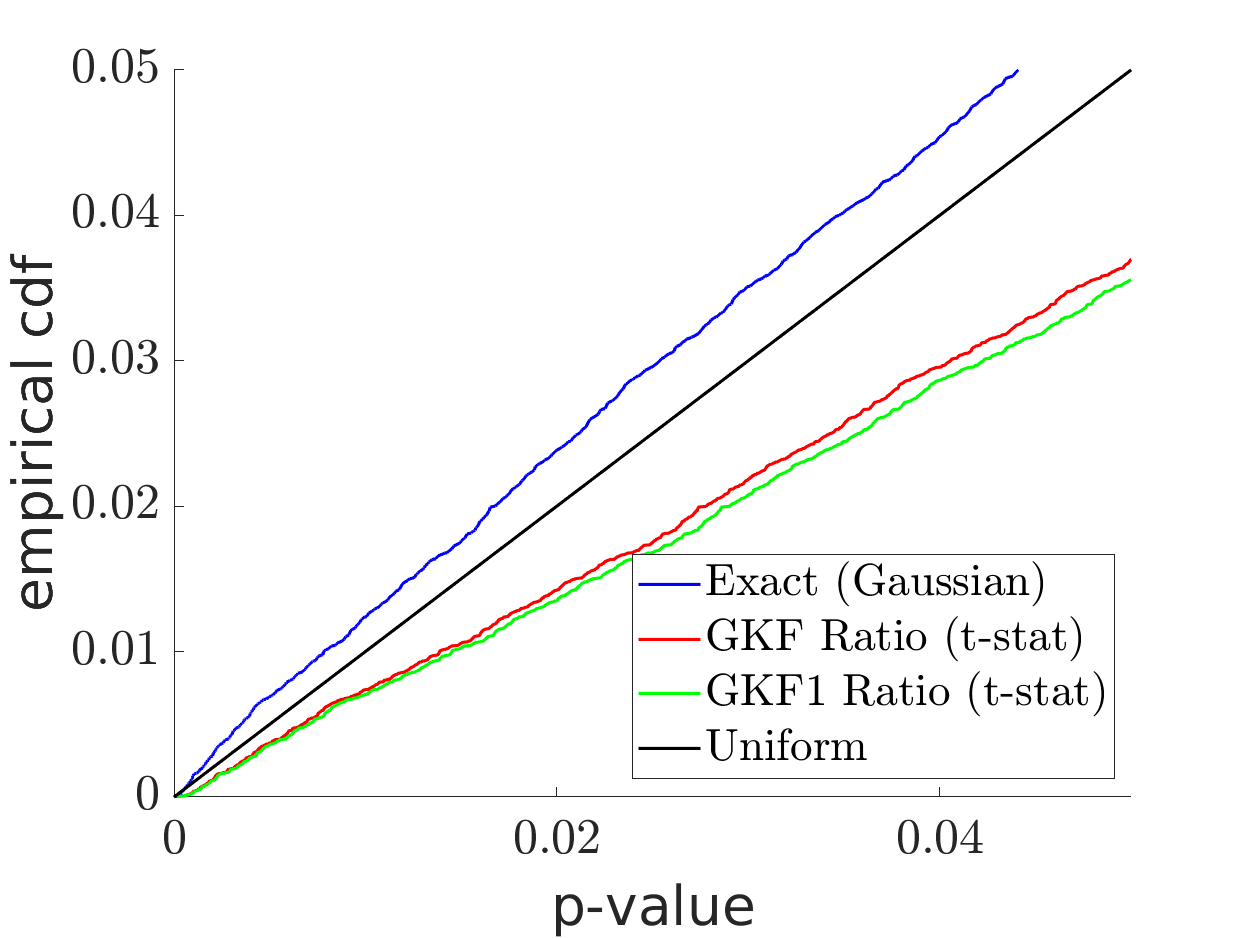 0.05
0.04
0.03
0.02
0.01
0
0
0.02
0.04
empirical cdf
p-value
Exact (Gaussian)
GKF Ratio (t-stat)
GKF1 Ratio (t-stat)
Uniform